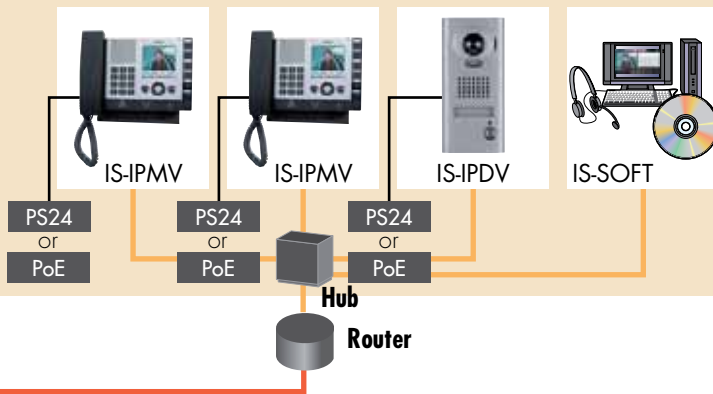 IS-IPMV
IS-IPMV
IS-IPDV
IS-SOFT
PS24
or
PoE
PS24
or
PoE
PS24
or
PoE
Hub
Router